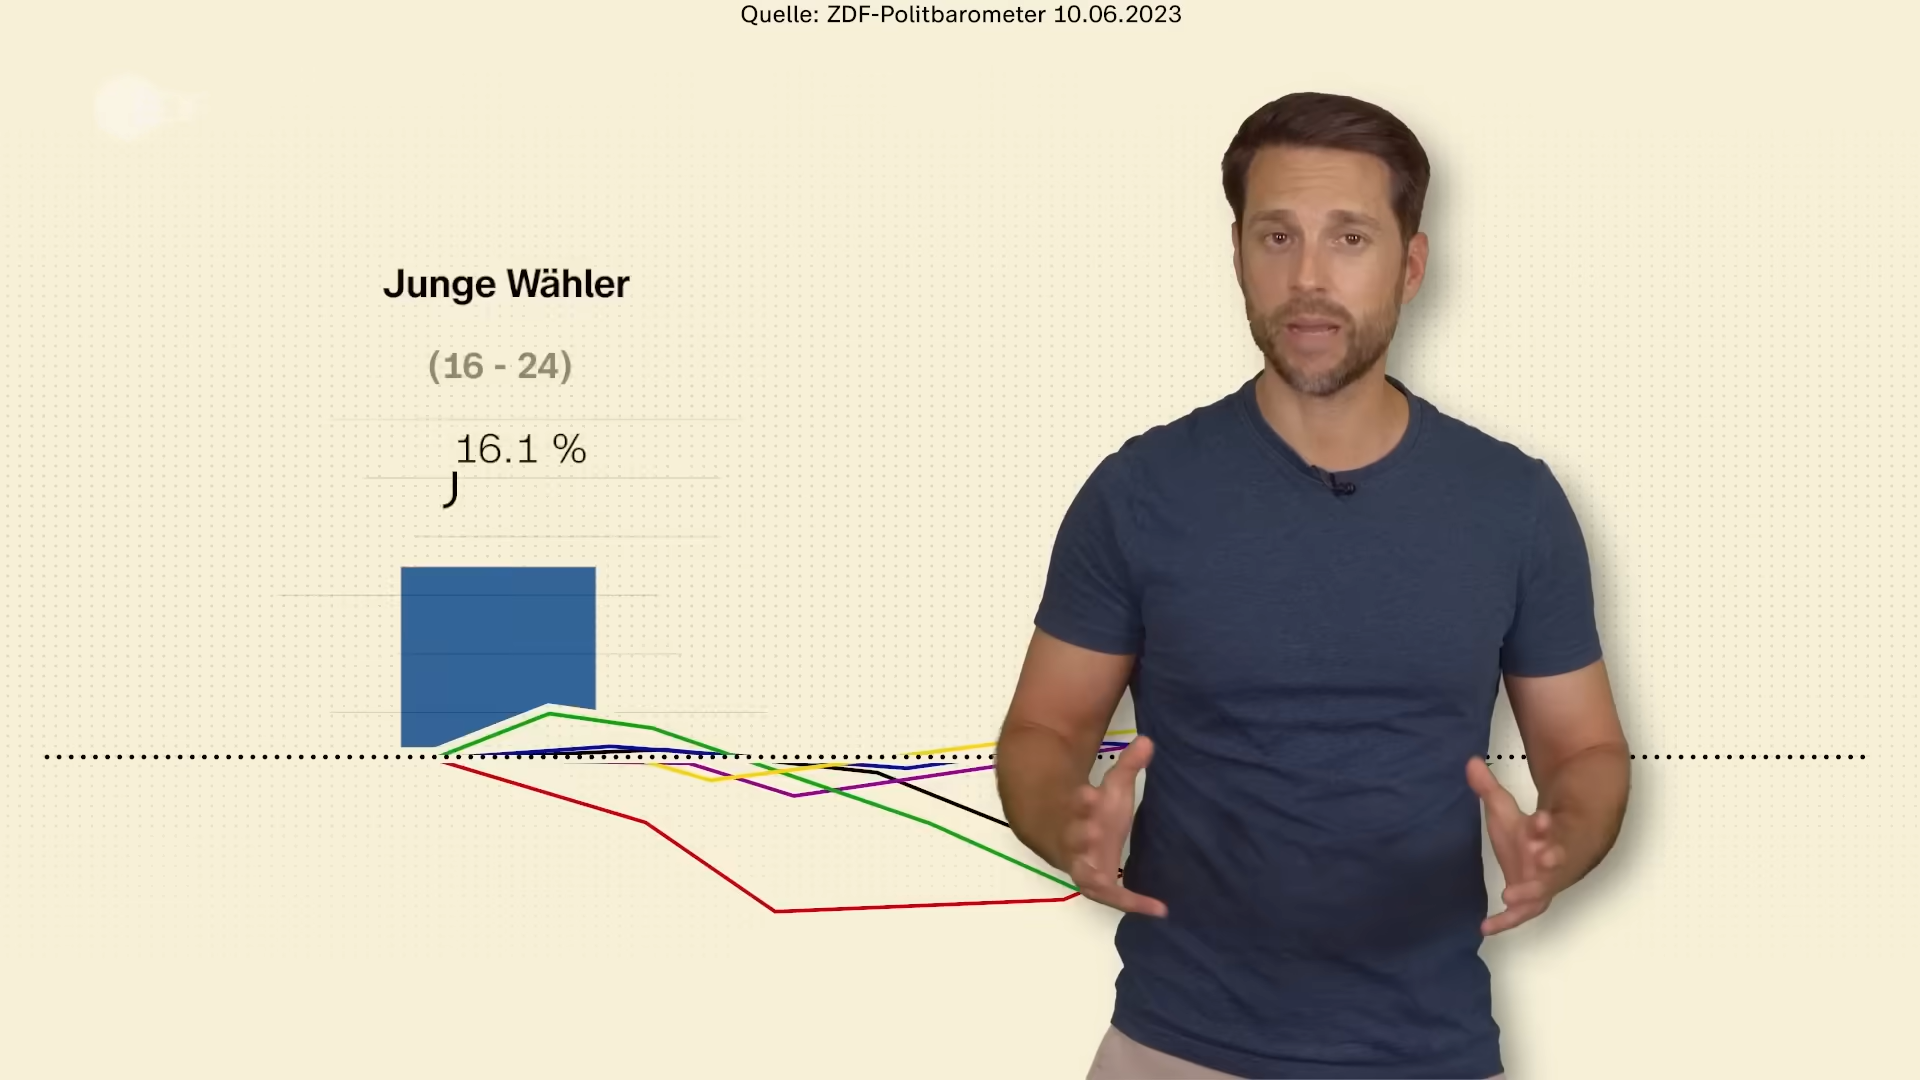 Quelle: ZDF-Politbarometer 10.06.2023
Junge Wähler
(16 - 24)
16.1 %
J